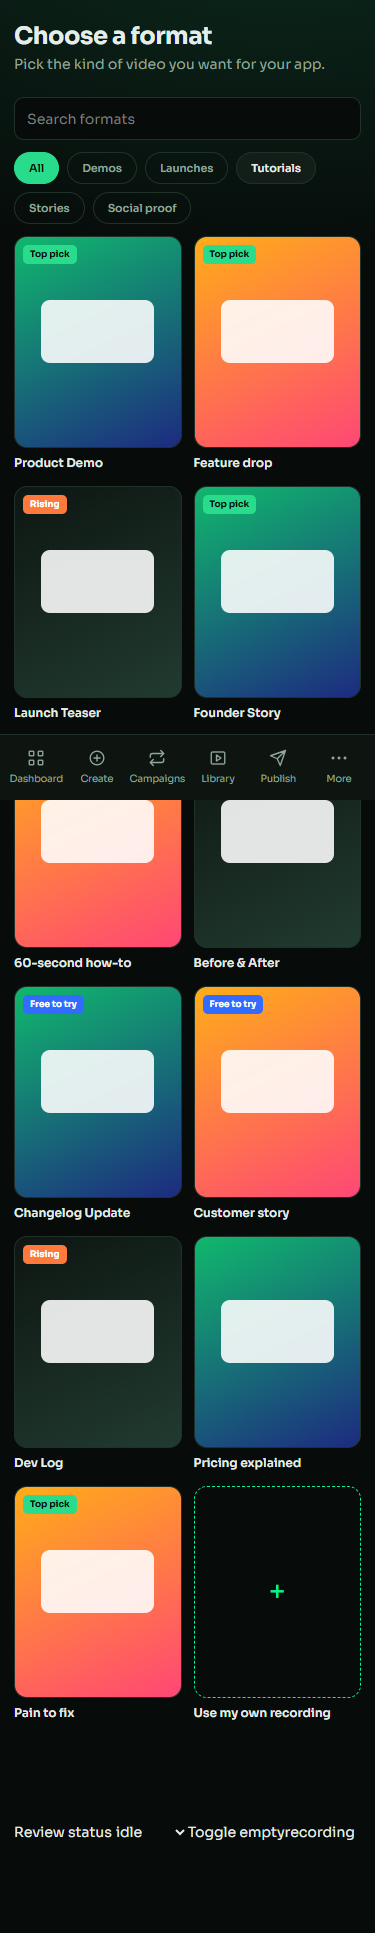 Choose a format
Pick the kind of video you want for your app.
Search formats
All Demos Launches Tutorials
Stories Social proof
Top pick Top pick
Product Demo Feature drop
Rising Top pick
Launch Teaser Founder Story
Dashboard Create Campaigns Library Publish More
60-second how-to Before & After
Free to try Free to try
Changelog Update Customer story
Rising
Dev Log Pricing explained
Top pick
+
Pain to fix Use my own recording
Review status idle Toggle emptyrecording